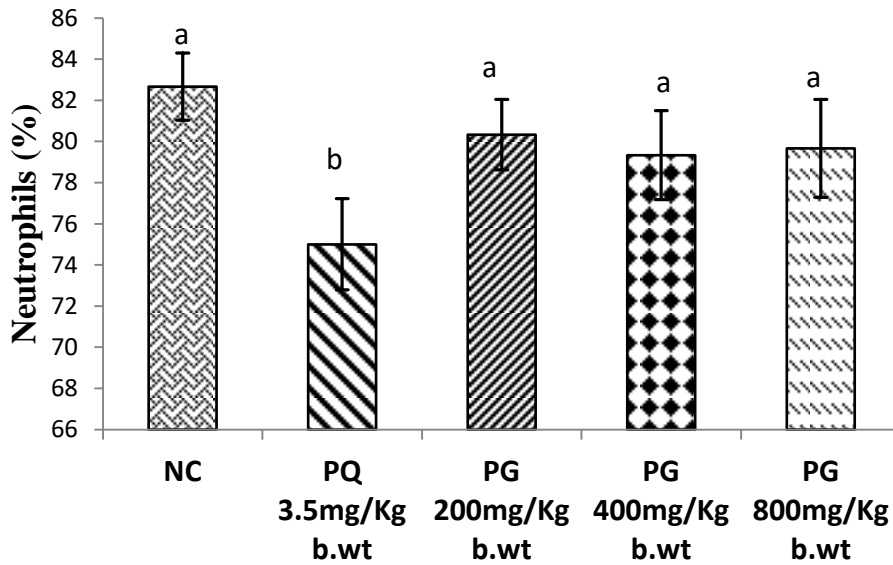 Neutrophils (%)
86
84
82
80
78
76
74
72
70
68
66
a
b
a
a
a
NC
PQ
3.5mg/Kg
b.wt
PG
200mg/Kg
b.wt
PG
400mg/Kg
b.wt
PG
800mg/Kg
b.wt